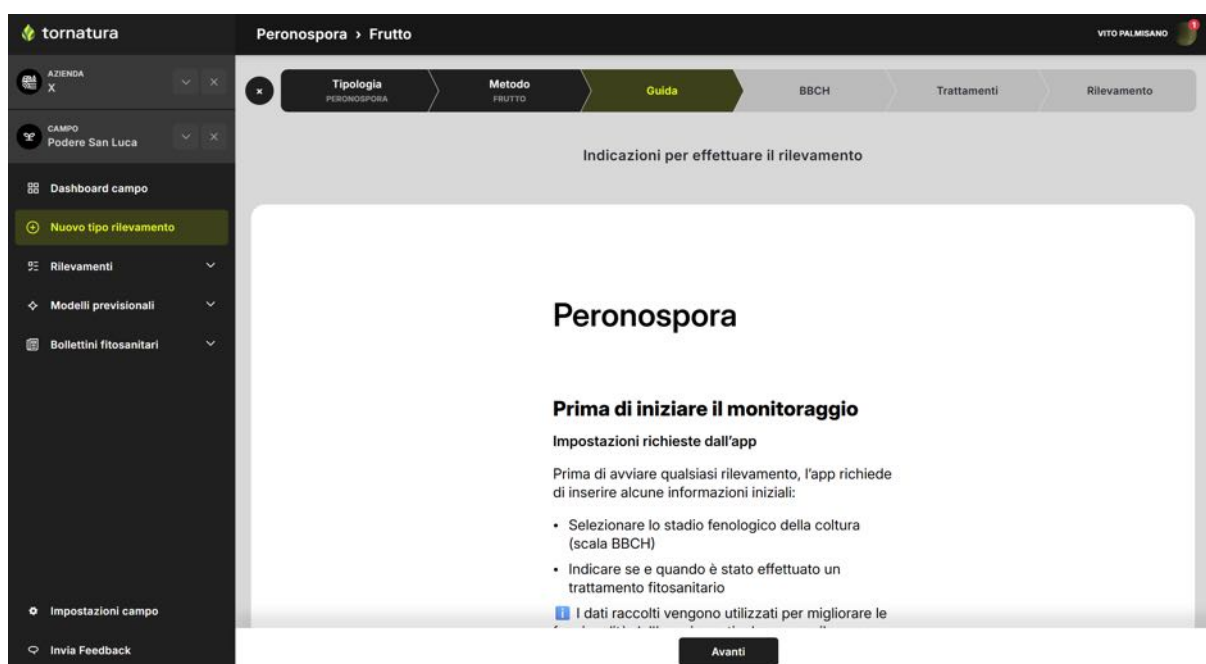 tornatura
Peronospora › Frutto
VITO PALMISANO
1
AZIENDA
X
CAMPO
Podere San Luca
Dashboard campo
Nuovo tipo rilevamento
Rilevamenti
Modelli previsionali
Bollettini fitosanitari
Impostazioni campo
Invia Feedback
Tipologia
PERONOSPORA
Metodo
FRUTTO
Guida
BBCH
Trattamenti
Rilevamento
Indicazioni per effettuare il rilevamento
Peronospora
Prima di iniziare il monitoraggio
Impostazioni richieste dall’app
Prima di avviare qualsiasi rilevamento, l’app richiede
di inserire alcune informazioni iniziali:
• Selezionare lo stadio fenologico della coltura
(scala BBCH)
• Indicare se e quando è stato effettuato un
trattamento fitosanitario
ℹ️ I dati raccolti vengono utilizzati per migliorare le
Avanti